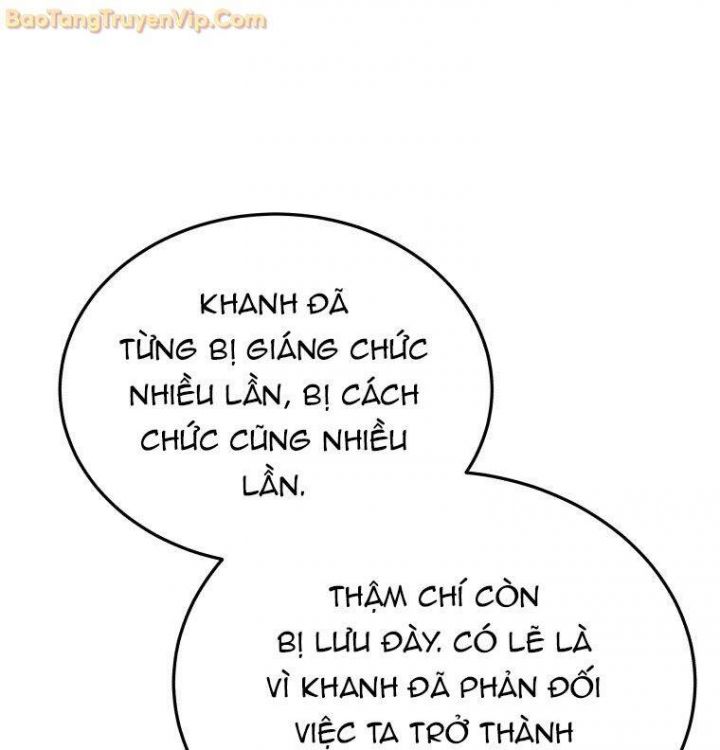 BaoTangTruyenVip.Com
KHANH ĐÃ
TỪNG BỊ GIÁNG CHỨC
NHIỀU LẦN, BỊ CÁCH
CHỨC CŨNG NHIỀU
LẦN.
THẬM CHÍ CÒN
BỊ LƯU ĐÀY. CÓ LẼ LÀ
VÌ KHANH ĐÃ PHẢN ĐỐI
VIỆC TA TRỞ THÀNH